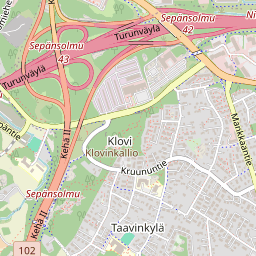 Sepänsolmu
42
Turunväylä
Sepänsolmu
43
Turunväylä
Kehä II
Klovi
Klovinkallio
Mankkaantie
Kruununtie
Sepänsolmu
Kehä II
Taavinkylä
102